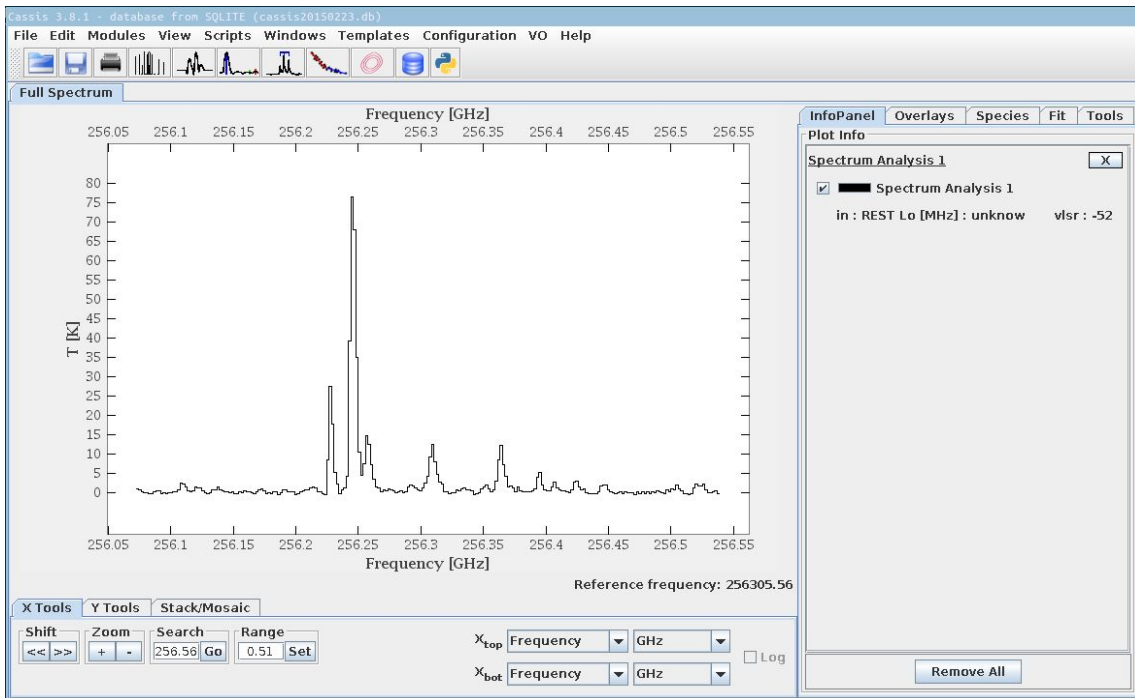 Cassis 3.8.1 - database from SQLITE (cassis20150223.db)
File Edit Modules View Scripts Windows Templates Configuration VO Help
Full Spectrum
Frequency [GHz]
256.05 256.1 256.15 256.2 256.25 256.3 256.35 256.4 256.45 256.5 256.55
80
75
70
65
60
55
50
45
40
35
30
25
20
15
10
5
0
T [K]
256.05 256.1 256.15 256.2 256.25 256.3 256.35 256.4 256.45 256.5 256.55
Frequency [GHz]
Reference frequency: 256305.56
InfoPanel Overlays Species Fit Tools
Plot Info
Spectrum Analysis 1 X
Spectrum Analysis 1
in : REST Lo [MHz] : unknow vlsr : -52
Remove All
X Tools Y Tools Stack/Mosaic
Shift Zoom Search Range
<< >> + - 256.56 Go 0.51 Set
Xtop Frequency GHz
Log
Xbot Frequency GHz